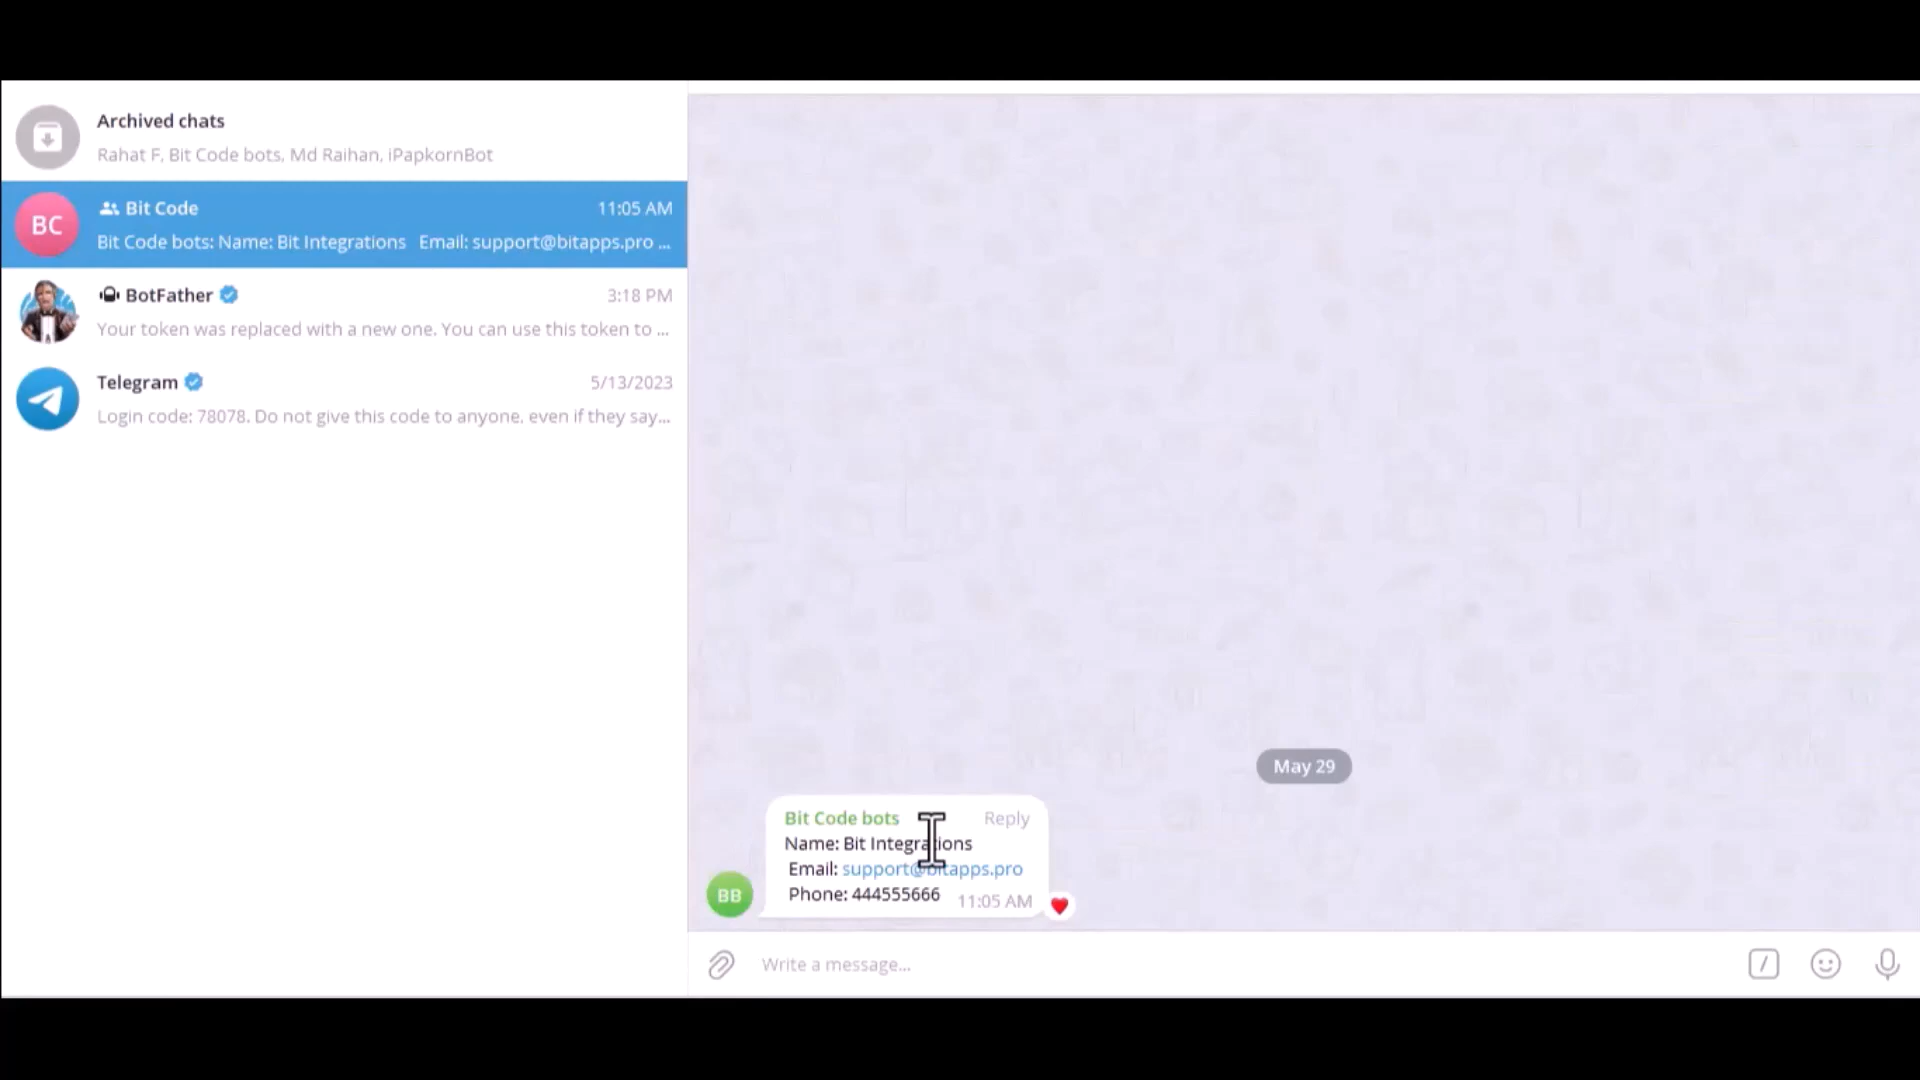 Archived chats
Rahat F, Bit Code bots, Md Raihan, iPapkornBot
BC
Bit Code
11:05 AM
Bit Code bots: Name: Bit Integrations Email: support@bitapps.pro ...
BotFather
3:18 PM
Your token was replaced with a new one. You can use this token to ...
Telegram
5/13/2023
Login code: 78078. Do not give this code to anyone, even if they say...
May 29
Bit Code bots
Reply
Name: Bit Integrations
Email: support@bitapps.pro
Phone: 444555666
11:05 AM
BB
Write a message...